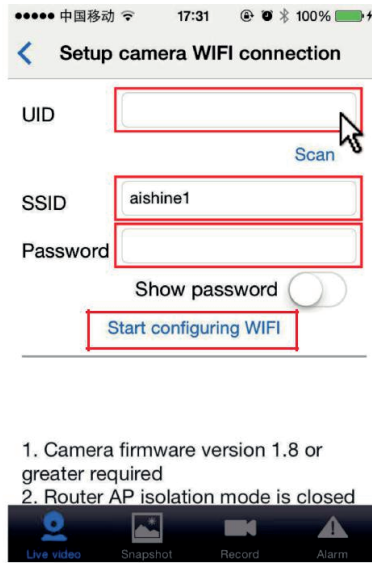 中国移动 17:31 100%
Setup camera WIFI connection
UID
Scan
SSID aishine1
Password
Show password
Start configuring WIFI
1. Camera firmware version 1.8 or
greater required
2. Router AP isolation mode is closed
Live video Snapshot Record Alarm